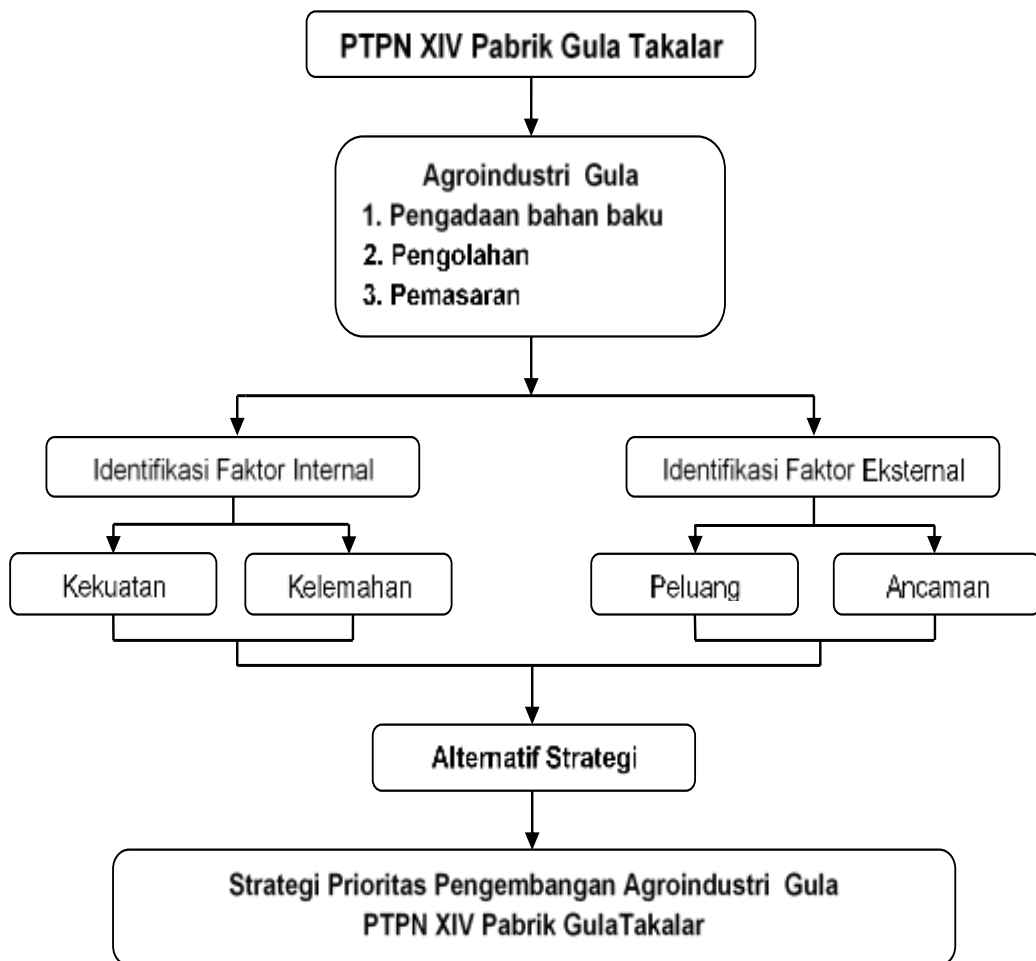 PTPN XIV Pabrik Gula Takalar
Agroindustri Gula
1. Pengadaan bahan baku
2. Pengolahan
3. Pemasaran
Identifikasi Faktor Internal
Identifikasi Faktor Eksternal
Kekuatan
Kelemahan
Peluang
Ancaman
Alternatif Strategi
Strategi Prioritas Pengembangan Agroindustri Gula
PTPN XIV Pabrik GulaTakalar